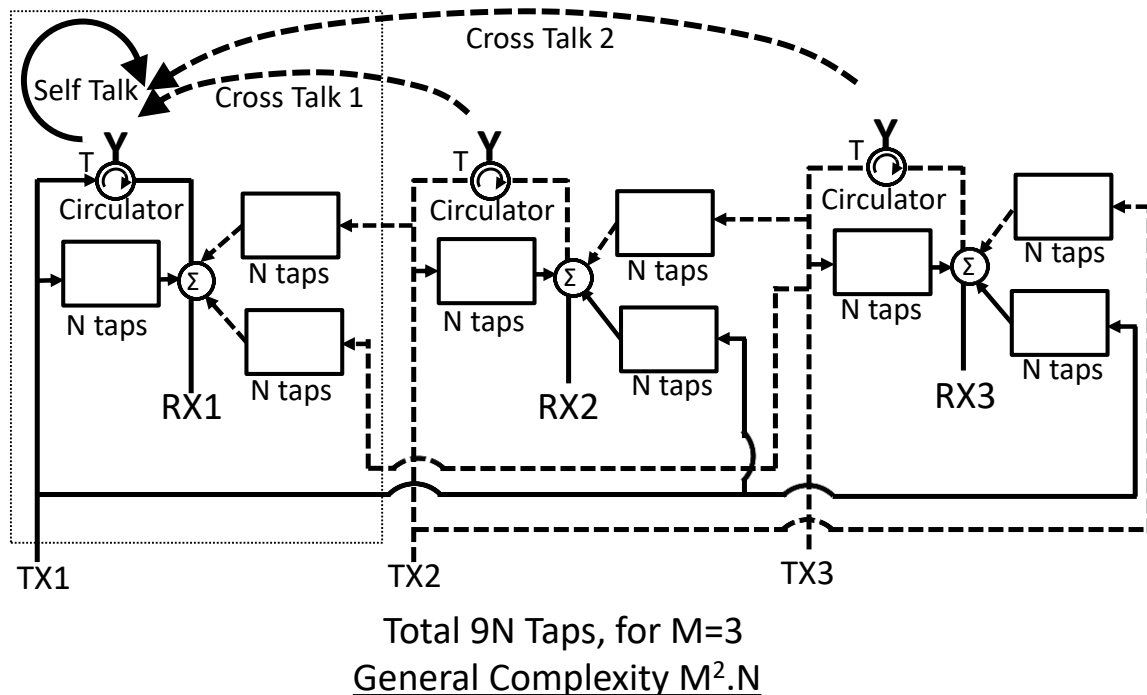 Cross Talk 2
Self Talk
Cross Talk 1
T
Circulator
N taps
N taps
Σ
N taps
RX1
T
Circulator
N taps
N taps
Σ
N taps
RX2
T
Circulator
N taps
N taps
Σ
N taps
RX3
TX1
TX2
TX3
Total 9N Taps, for M=3
General Complexity M².N